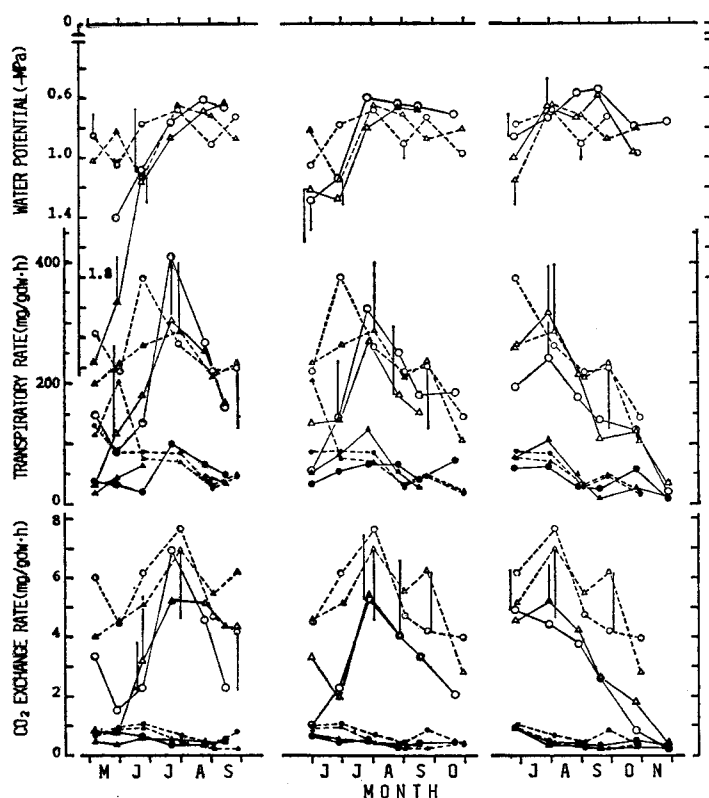 0
0.6
WATER POTENTIAL(-MPa)
1.0
1.4
400
1.8
TRANSPIRATORY RATE(mg/gdw·h)
200
0
8
6
CO₂ EXCHANGE RATE(mg/gdw·h)
4
2
0
M J J A S
J J A S O
J A S O N
MONTH